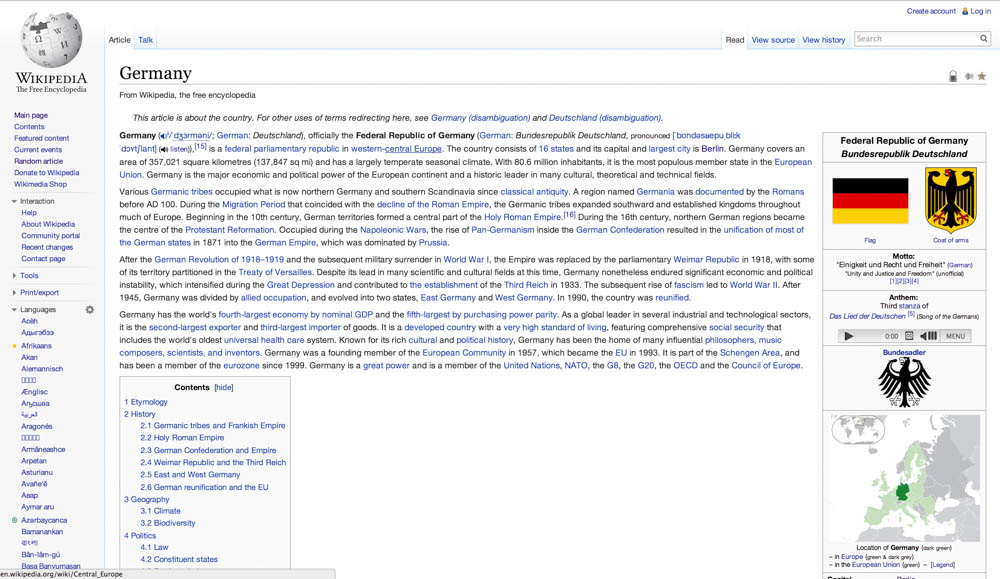 Create account Log in
WIKIPEDIA
The Free Encyclopedia
Main page
Contents
Featured content
Current events
Random article
Donate to Wikipedia
Wikimedia Shop
Interaction
Help
About Wikipedia
Community portal
Recent changes
Contact page
Tools
Print/export
Languages
Acèh
Адыгэбзэ
Afrikaans
Akan
Alemannisch
Ænglisc
Аҧсшәа
العربية
Aragonés
Armãneashce
Arpetan
Asturianu
Avañe'ẽ
Авар
Aymar aru
Azərbaycanca
Bamanankan
বাংলা
Bân-lâm-gú
Basa Banyumasan
en.wikipedia.org/wiki/Central_Europe
Article Talk Read View source View history Search
Germany
From Wikipedia, the free encyclopedia
This article is about the country. For other uses of terms redirecting here, see Germany (disambiguation) and Deutschland (disambiguation).
Germany (/ˈdʒɜrməni/; German: Deutschland), officially the Federal Republic of Germany (German: Bundesrepublik Deutschland, pronounced [ˈbʊndəsʁepuˌbliːk
ˈdɔʏtʃlant] ( listen)),[15] is a federal parliamentary republic in western-central Europe. The country consists of 16 states and its capital and largest city is Berlin. Germany covers an
area of 357,021 square kilometres (137,847 sq mi) and has a largely temperate seasonal climate. With 80.6 million inhabitants, it is the most populous member state in the European
Union. Germany is the major economic and political power of the European continent and a historic leader in many cultural, theoretical and technical fields.
Various Germanic tribes occupied what is now northern Germany and southern Scandinavia since classical antiquity. A region named Germania was documented by the Romans
before AD 100. During the Migration Period that coincided with the decline of the Roman Empire, the Germanic tribes expanded southward and established kingdoms throughout
much of Europe. Beginning in the 10th century, German territories formed a central part of the Holy Roman Empire.[16] During the 16th century, northern German regions became
the centre of the Protestant Reformation. Occupied during the Napoleonic Wars, the rise of Pan-Germanism inside the German Confederation resulted in the unification of most of
the German states in 1871 into the German Empire, which was dominated by Prussia.
After the German Revolution of 1918–1919 and the subsequent military surrender in World War I, the Empire was replaced by the parliamentary Weimar Republic in 1918, with some
of its territory partitioned in the Treaty of Versailles. Despite its lead in many scientific and cultural fields at this time, Germany nonetheless endured significant economic and political
instability, which intensified during the Great Depression and contributed to the establishment of the Third Reich in 1933. The subsequent rise of fascism led to World War II. After
1945, Germany was divided by allied occupation, and evolved into two states, East Germany and West Germany. In 1990, the country was reunified.
Germany has the world's fourth-largest economy by nominal GDP and the fifth-largest by purchasing power parity. As a global leader in several industrial and technological sectors,
it is the second-largest exporter and third-largest importer of goods. It is a developed country with a very high standard of living, featuring comprehensive social security that
includes the world's oldest universal health care system. Known for its rich cultural and political history, Germany has been the home of many influential philosophers, music
composers, scientists, and inventors. Germany was a founding member of the European Community in 1957, which became the EU in 1993. It is part of the Schengen Area, and
has been a member of the eurozone since 1999. Germany is a great power and is a member of the United Nations, NATO, the G8, the G20, the OECD and the Council of Europe.
Contents [hide]
1 Etymology
2 History
2.1 Germanic tribes and Frankish Empire
2.2 Holy Roman Empire
2.3 German Confederation and Empire
2.4 Weimar Republic and the Third Reich
2.5 East and West Germany
2.6 German reunification and the EU
3 Geography
3.1 Climate
3.2 Biodiversity
4 Politics
4.1 Law
4.2 Constituent states
Federal Republic of Germany
Bundesrepublik Deutschland
Flag Coat of arms
Motto:
"Einigkeit und Recht und Freiheit" (German)
"Unity and Justice and Freedom" (unofficial)
[1][2][3][4]
Anthem:
Third stanza of
Das Lied der Deutschen [5] (Song of the Germans)
0:00 MENU
Bundesadler
Location of Germany (dark green)
– in Europe (green & dark grey)
– in the European Union (green) – [Legend]
Capital Berlin